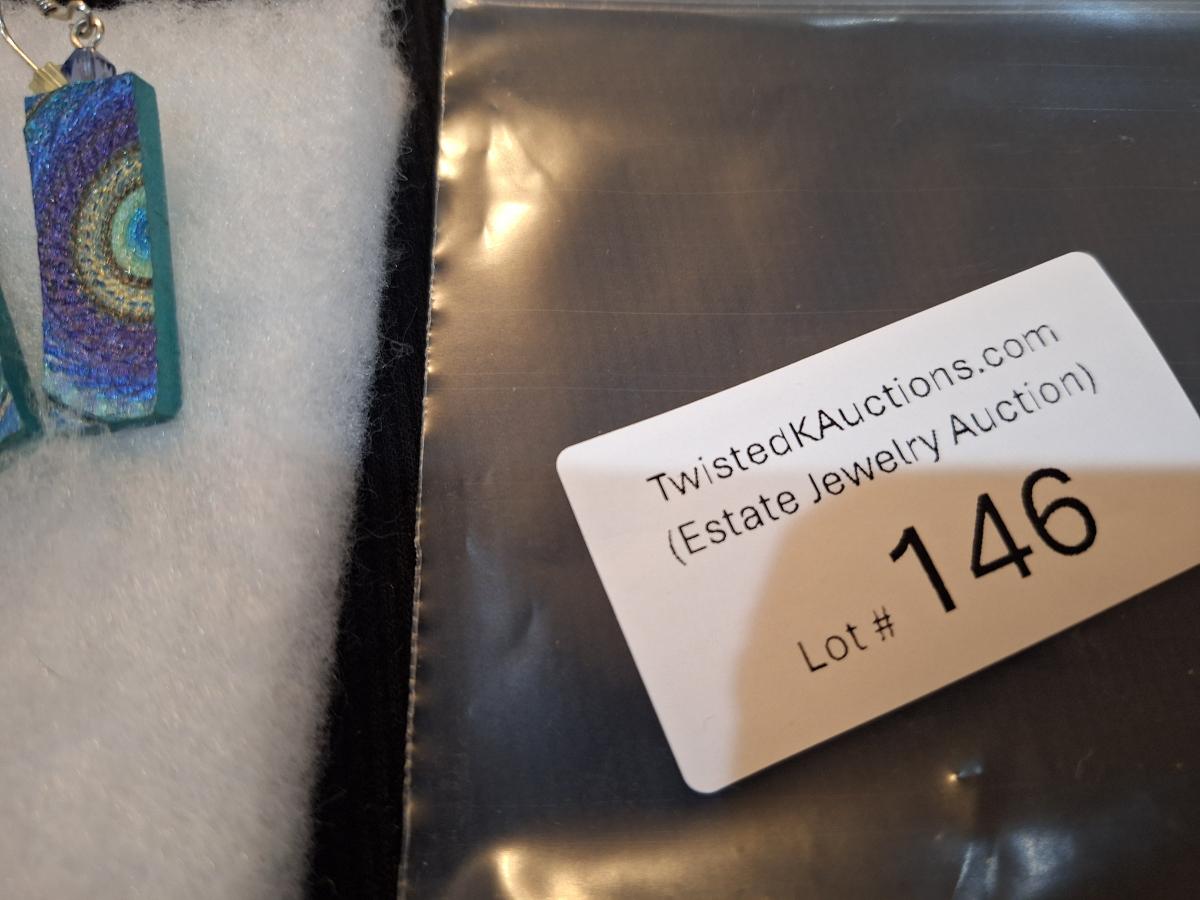 TwistedKAuctions.com
(Estate Jewelry Auction)
Lot # 146